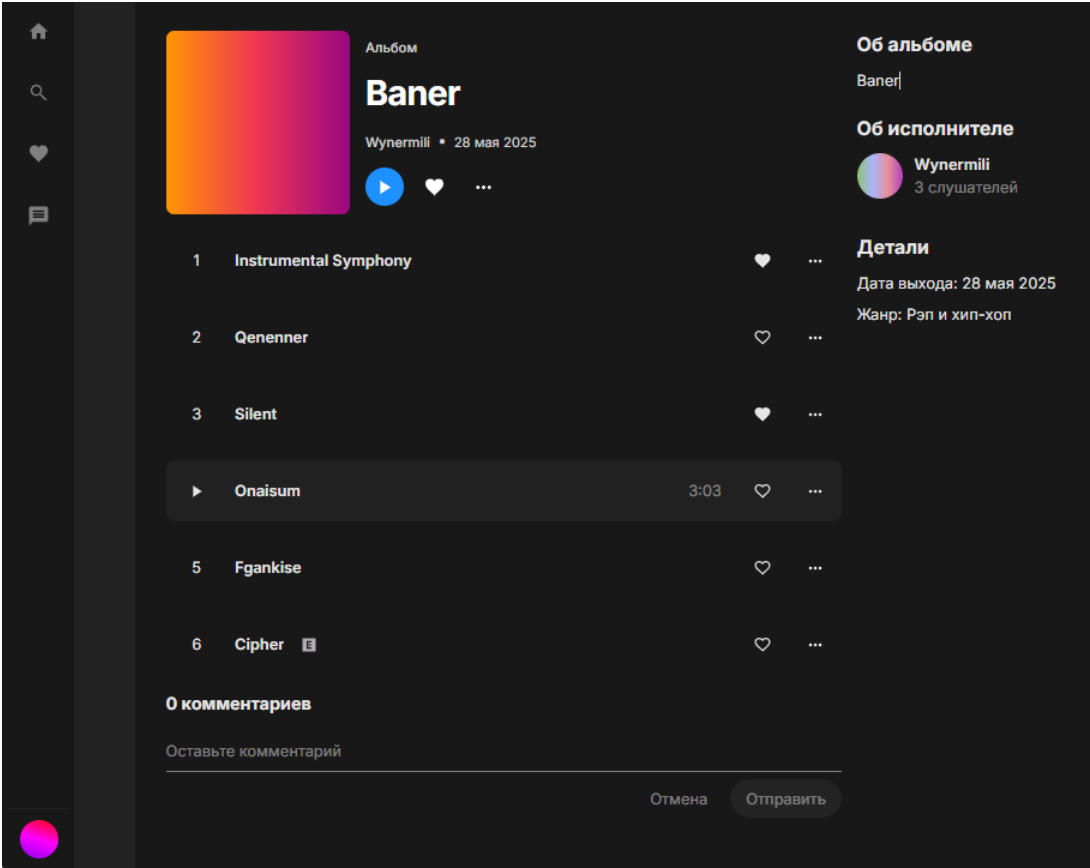 Альбом
Baner
Wynermili • 28 мая 2025
1 Instrumental Symphony
2 Qenenner
3 Silent
Onaisum 3:03
5 Fgankise
6 Cipher E
0 комментариев
Оставьте комментарий
Отмена Отправить
Об альбоме
Baner
Об исполнителе
Wynermili
3 слушателей
Детали
Дата выхода: 28 мая 2025
Жанр: Рэп и хип-хоп